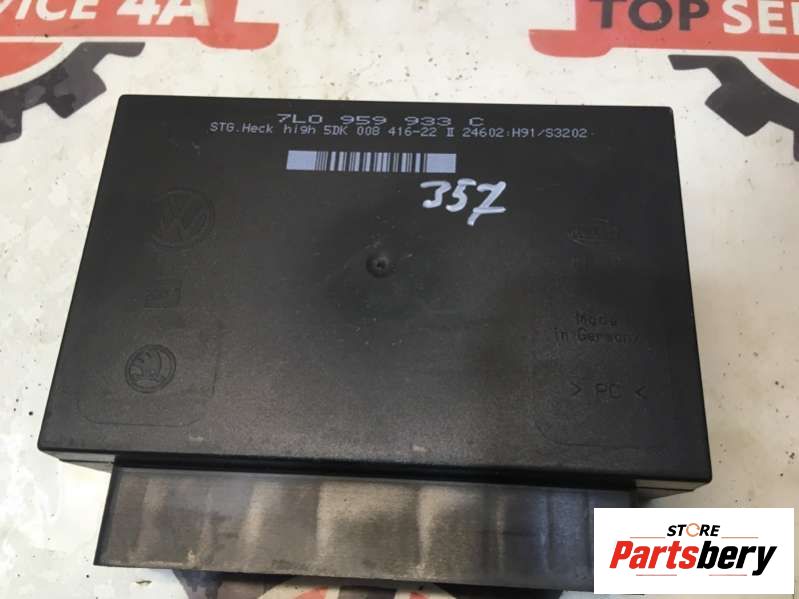 VICE 4A
TOP SER
7L0 959 933 C
STG.Heck high 5DK 008 416-22 II 24602:H91/S3202·
357
Made
in Germany
> PC <
STORE
Partsbery